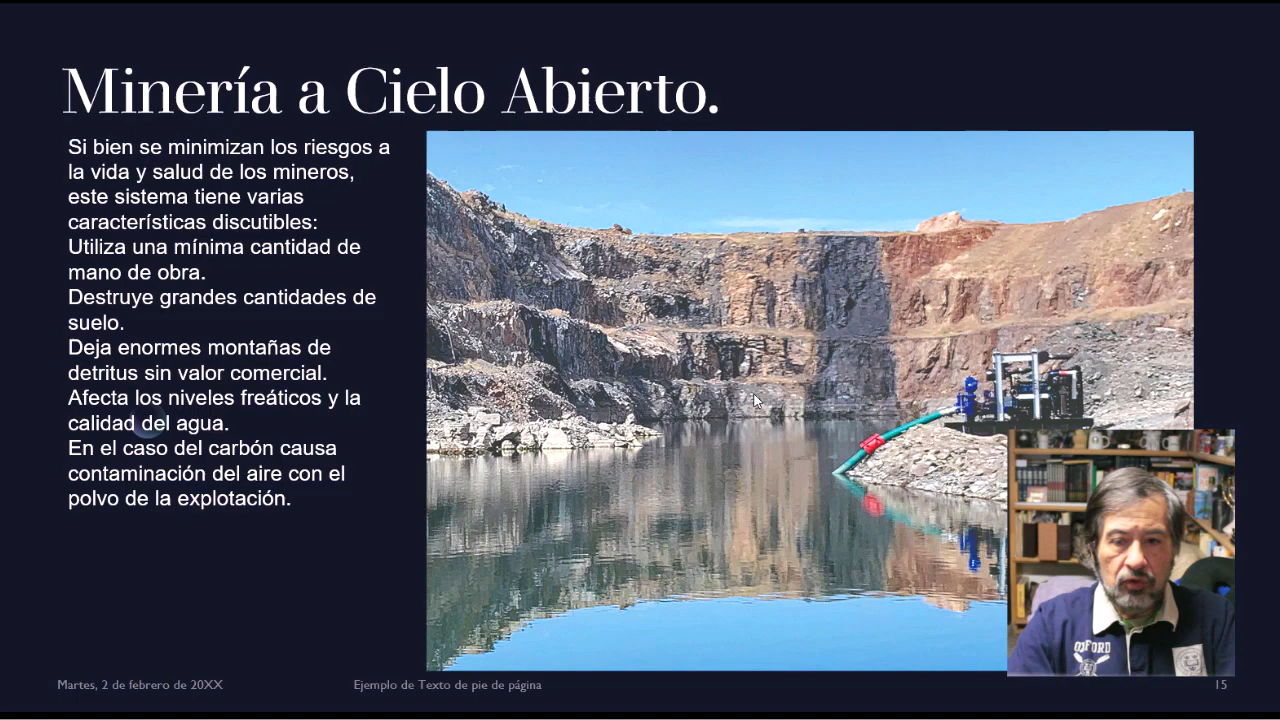 Minería a Cielo Abierto.
Si bien se minimizan los riesgos a
la vida y salud de los mineros,
este sistema tiene varias
características discutibles:
Utiliza una mínima cantidad de
mano de obra.
Destruye grandes cantidades de
suelo.
Deja enormes montañas de
detritus sin valor comercial.
Afecta los niveles freáticos y la
calidad del agua.
En el caso del carbón causa
contaminación del aire con el
polvo de la explotación.
OXFORD
Martes, 2 de febrero de 20XX
Ejemplo de Texto de pie de página
15